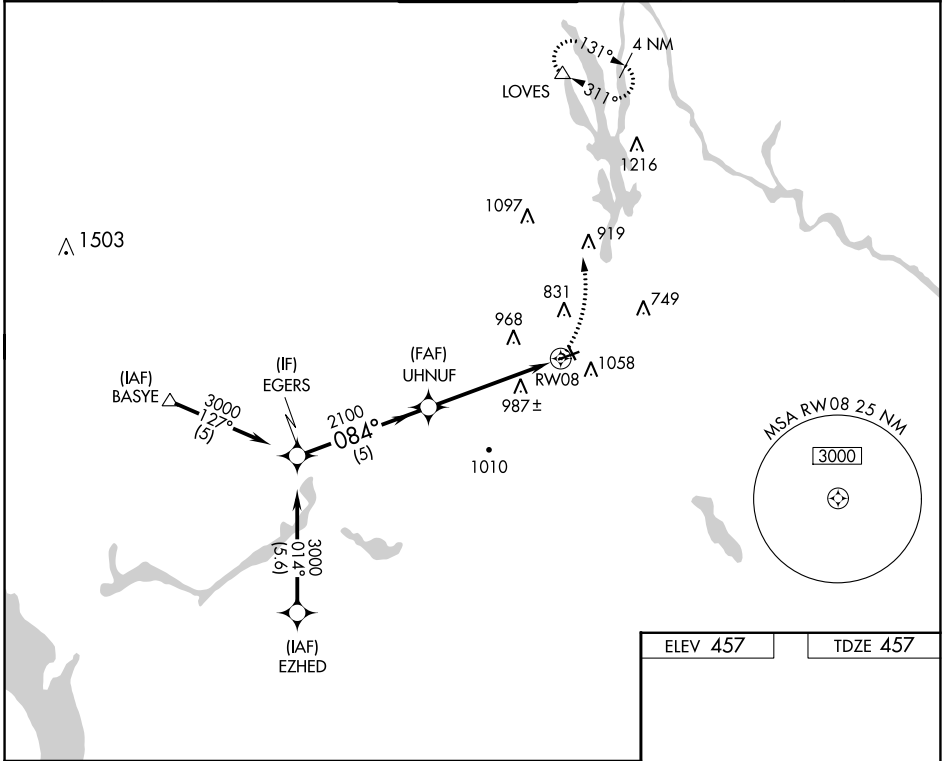 131°
4 NM
LOVES
311°
1216
1097
1503
919
831
749
968
(FAF)
UHNUF
(IF)
EGERS
RW08
1058
(IAF)
BASYE
3000
127°
(5)
987±
2100
084°
(5)
1010
MSA RW08 25 NM
3000
3000
014°
(5.6)
(IAF)
EZHED
ELEV 457
TDZE 457